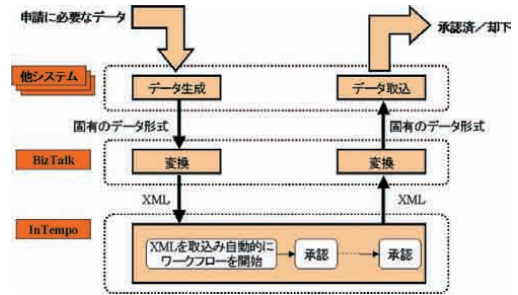 申請に必要なデータ
承認済／却下
他システム
データ生成
データ取込
固有のデータ形式
固有のデータ形式
BizTalk
変換
変換
XML
XML
InTempo
XMLを取込み自動的に
ワークフローを開始
承認
承認